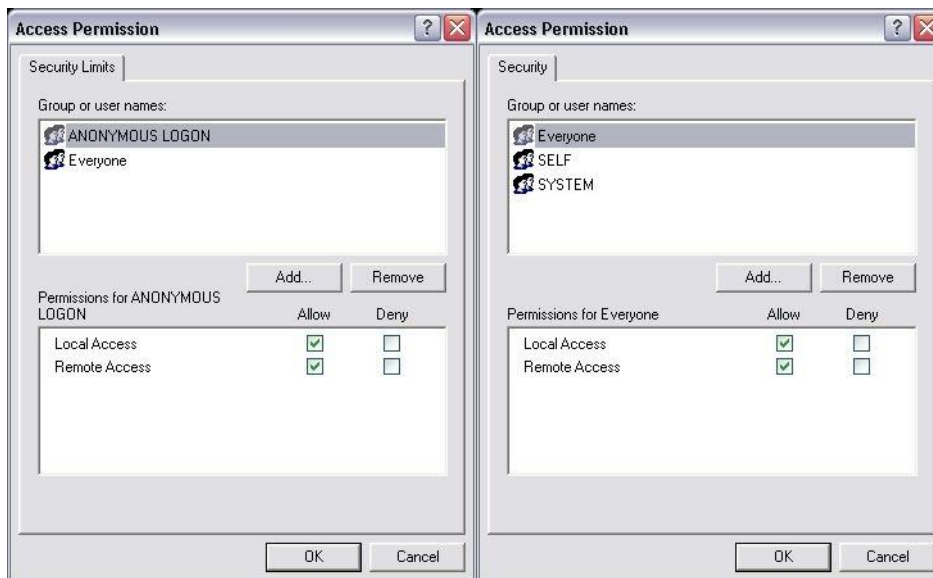 Access Permission
Security Limits
Group or user names:
ANONYMOUS LOGON
Everyone
Add...
Remove
Permissions for ANONYMOUS
LOGON
Allow
Deny
Local Access
Remote Access
OK
Cancel
Access Permission
Security
Group or user names:
Everyone
SELF
SYSTEM
Add...
Remove
Permissions for Everyone
Allow
Deny
Local Access
Remote Access
OK
Cancel